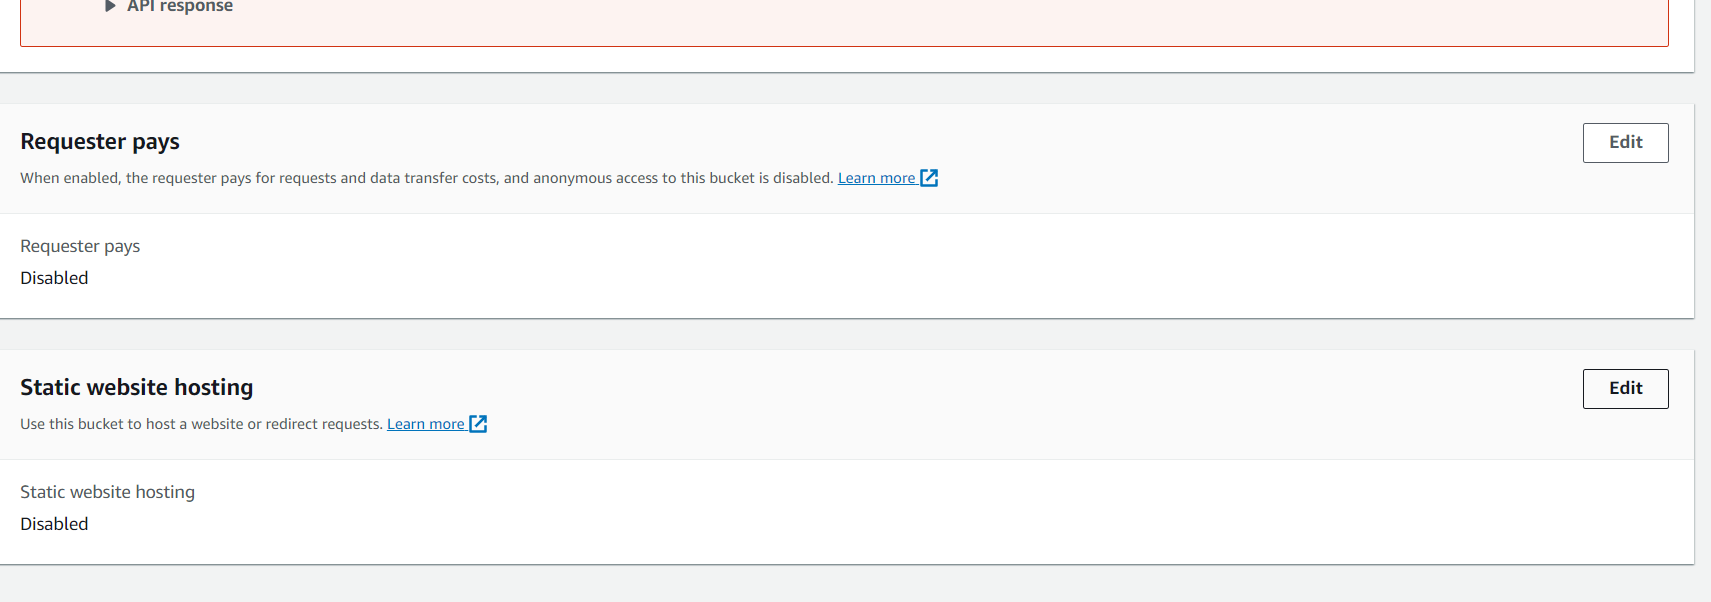 API response
Requester pays
Edit
When enabled, the requester pays for requests and data transfer costs, and anonymous access to this bucket is disabled. Learn more
Requester pays
Disabled
Static website hosting
Edit
Use this bucket to host a website or redirect requests. Learn more
Static website hosting
Disabled